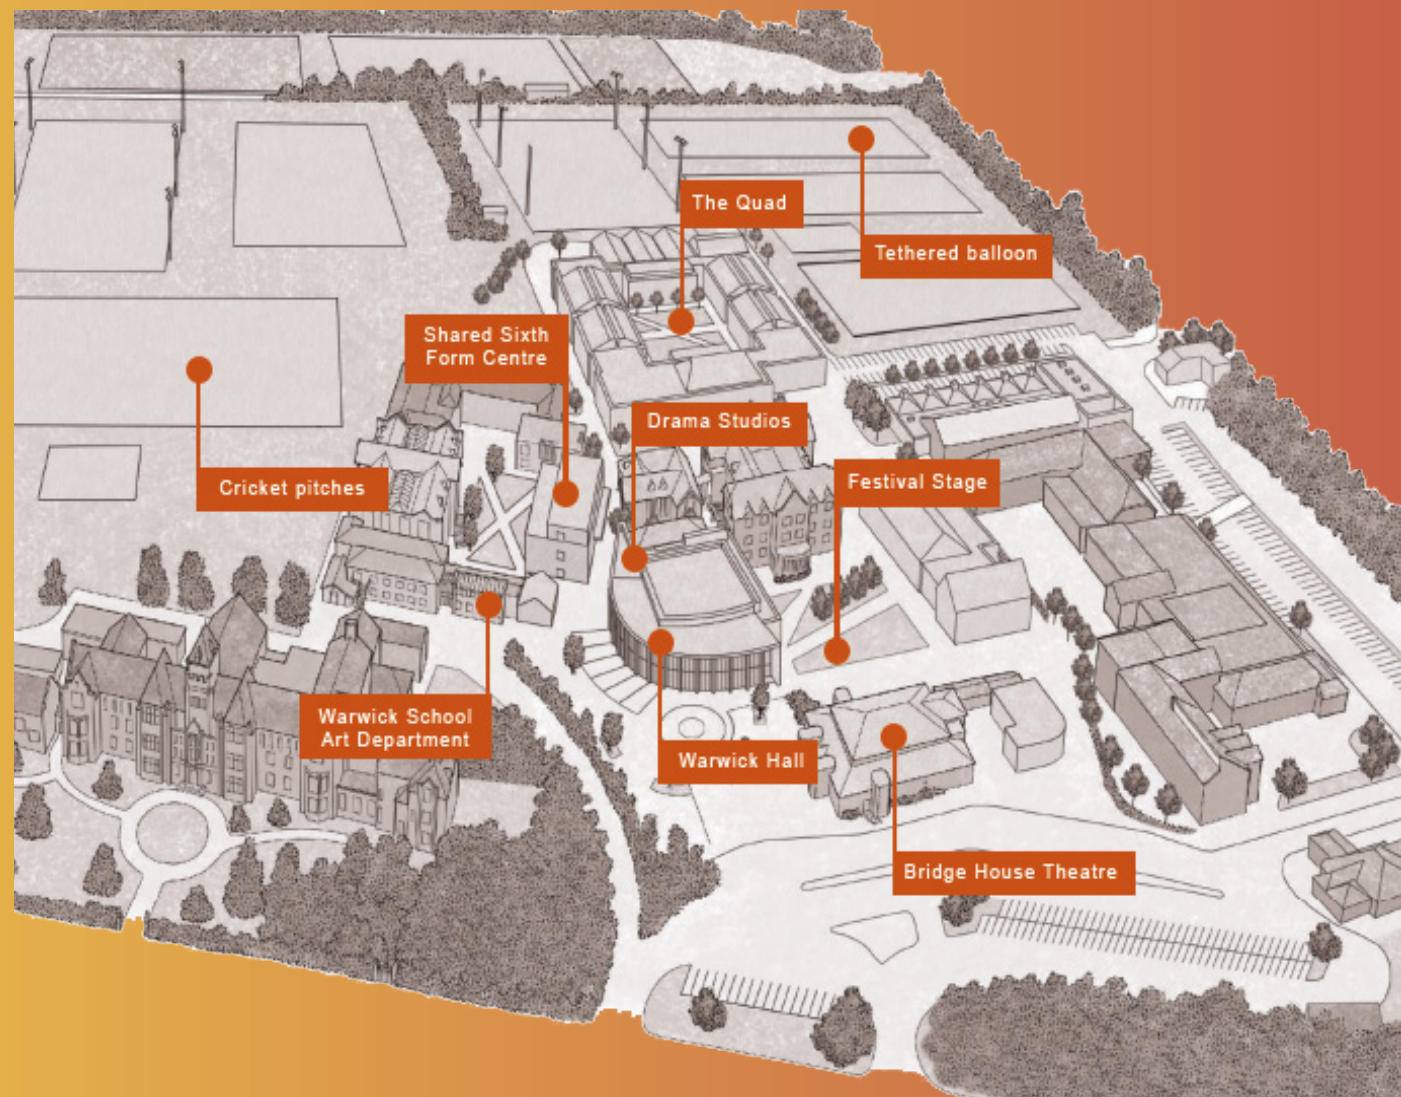 The Quad
Tethered balloon
Shared Sixth
Form Centre
Drama Studios
Festival Stage
Cricket pitches
Warwick School
Art Department
Warwick Hall
Bridge House Theatre